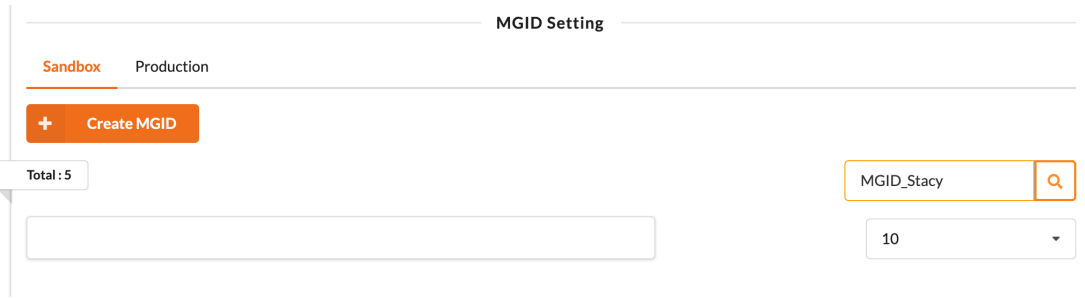 MGID Setting
Sandbox Production
Create MGID
Total : 5
MGID_Stacy
10